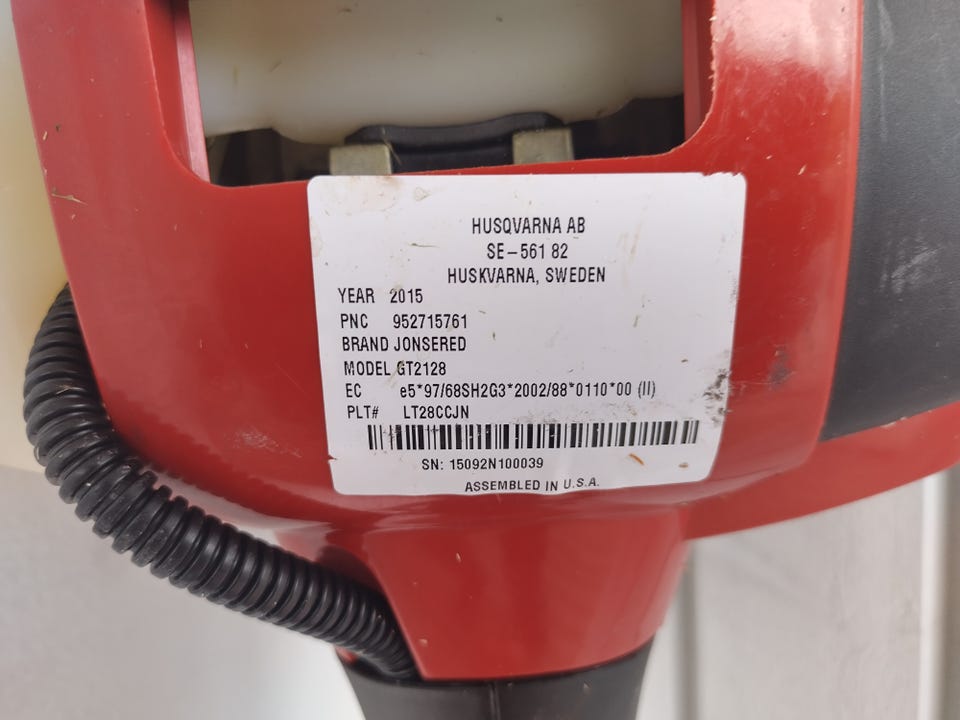 HUSQVARNA AB
SE-561 82
HUSKVARNA, SWEDEN
YEAR 2015
PNC 952715761
BRAND JONSERED
MODEL GT2128
EC e5*97/68SH2G3*2002/88*0110*00 (II)
PLT# LT28CCJN
SN: 15092N100039
ASSEMBLED IN U.S.A.